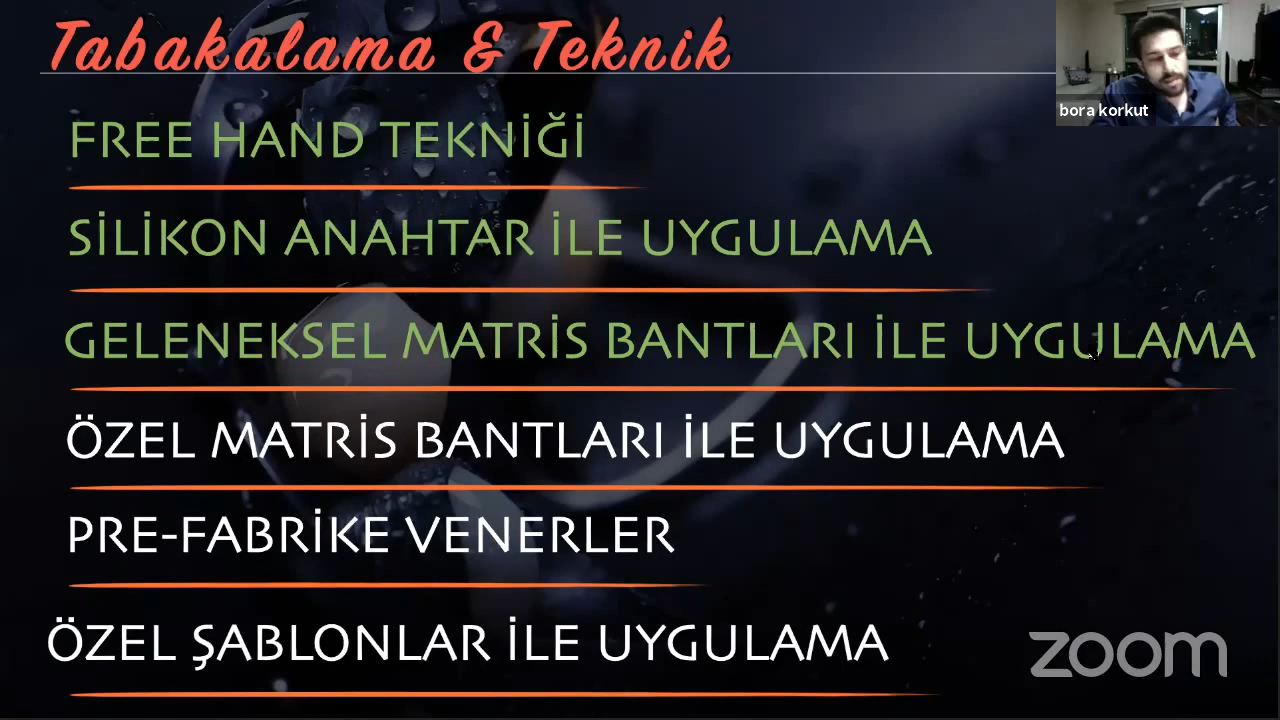 Tabakalama & Teknik
bora korkut
FREE HAND TEKNİĞİ
SİLİKON ANAHTAR İLE UYGULAMA
GELENEKSEL MATRİS BANTLARI İLE UYGULAMA
ÖZEL MATRİS BANTLARI İLE UYGULAMA
PRE-FABRİKE VENERLER
ÖZEL ŞABLONLAR İLE UYGULAMA
zoom